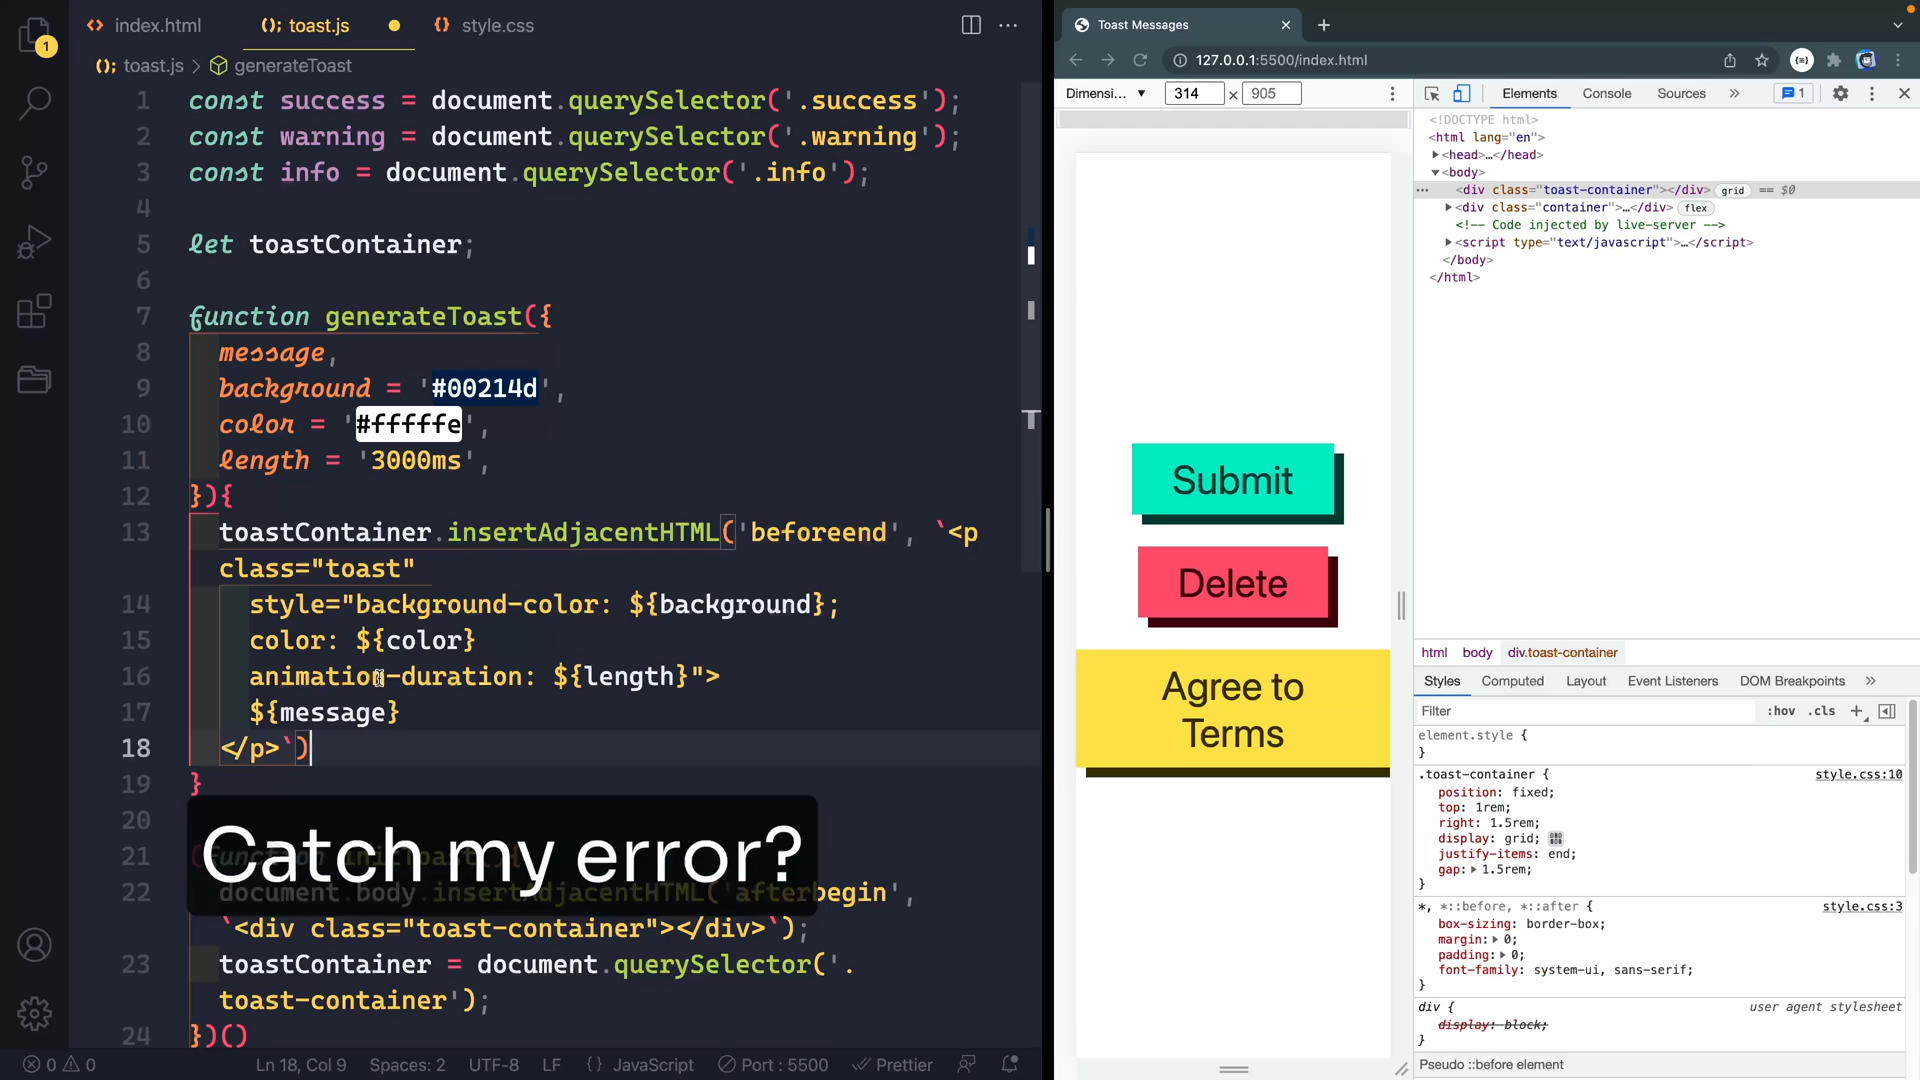 index.html
toast.js
style.css
toast.js > generateToast
1 const success = document.querySelector('.success');
2 const warning = document.querySelector('.warning');
3 const info = document.querySelector('.info');
4
5 let toastContainer;
6
7 function generateToast({
8 message,
9 background = '#00214d',
10 color = '#fffffe',
11 length = '3000ms',
12 }){
13 toastContainer.insertAdjacentHTML('beforeend', `<p
class="toast"
14 style="background-color: ${background};
15 color: ${color}
16 animation-duration: ${length}">
17 ${message}
18 </p>`)
19 }
20
Catch my error?
21
22 document.body.insertAdjacentHTML('afterbegin',
`<div class="toast-container"></div>`);
23 toastContainer = document.querySelector('.
toast-container');
24 })()
1
0 0
Ln 18, Col 9
Spaces: 2
UTF-8
LF
{} JavaScript
Port : 5500
Prettier
Toast Messages
127.0.0.1:5500/index.html
Dimensi... 314 × 905
Submit
Delete
Agree to
Terms
Elements
Console
Sources
1
<!DOCTYPE html>
<html lang="en">
<head>…</head>
<body>
<div class="toast-container"></div> grid == $0
<div class="container">…</div> flex
<!-- Code injected by live-server -->
<script type="text/javascript">…</script>
</body>
</html>
html body div.toast-container
Styles
Computed
Layout
Event Listeners
DOM Breakpoints
Filter
:hov .cls
element.style {
}
.toast-container { style.css:10
position: fixed;
top: 1rem;
right: 1.5rem;
display: grid;
justify-items: end;
gap: 1.5rem;
}
*, *::before, *::after { style.css:3
box-sizing: border-box;
margin: 0;
padding: 0;
font-family: system-ui, sans-serif;
}
div { user agent stylesheet
display: block;
}
Pseudo ::before element